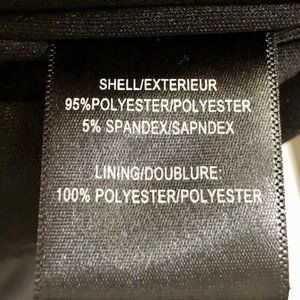 SHELL/EXTERIEUR
95%POLYESTER/POLYESTER
5% SPANDEX/SAPNDEX
LINING/DOUBLURE:
100% POLYESTER/POLYESTER